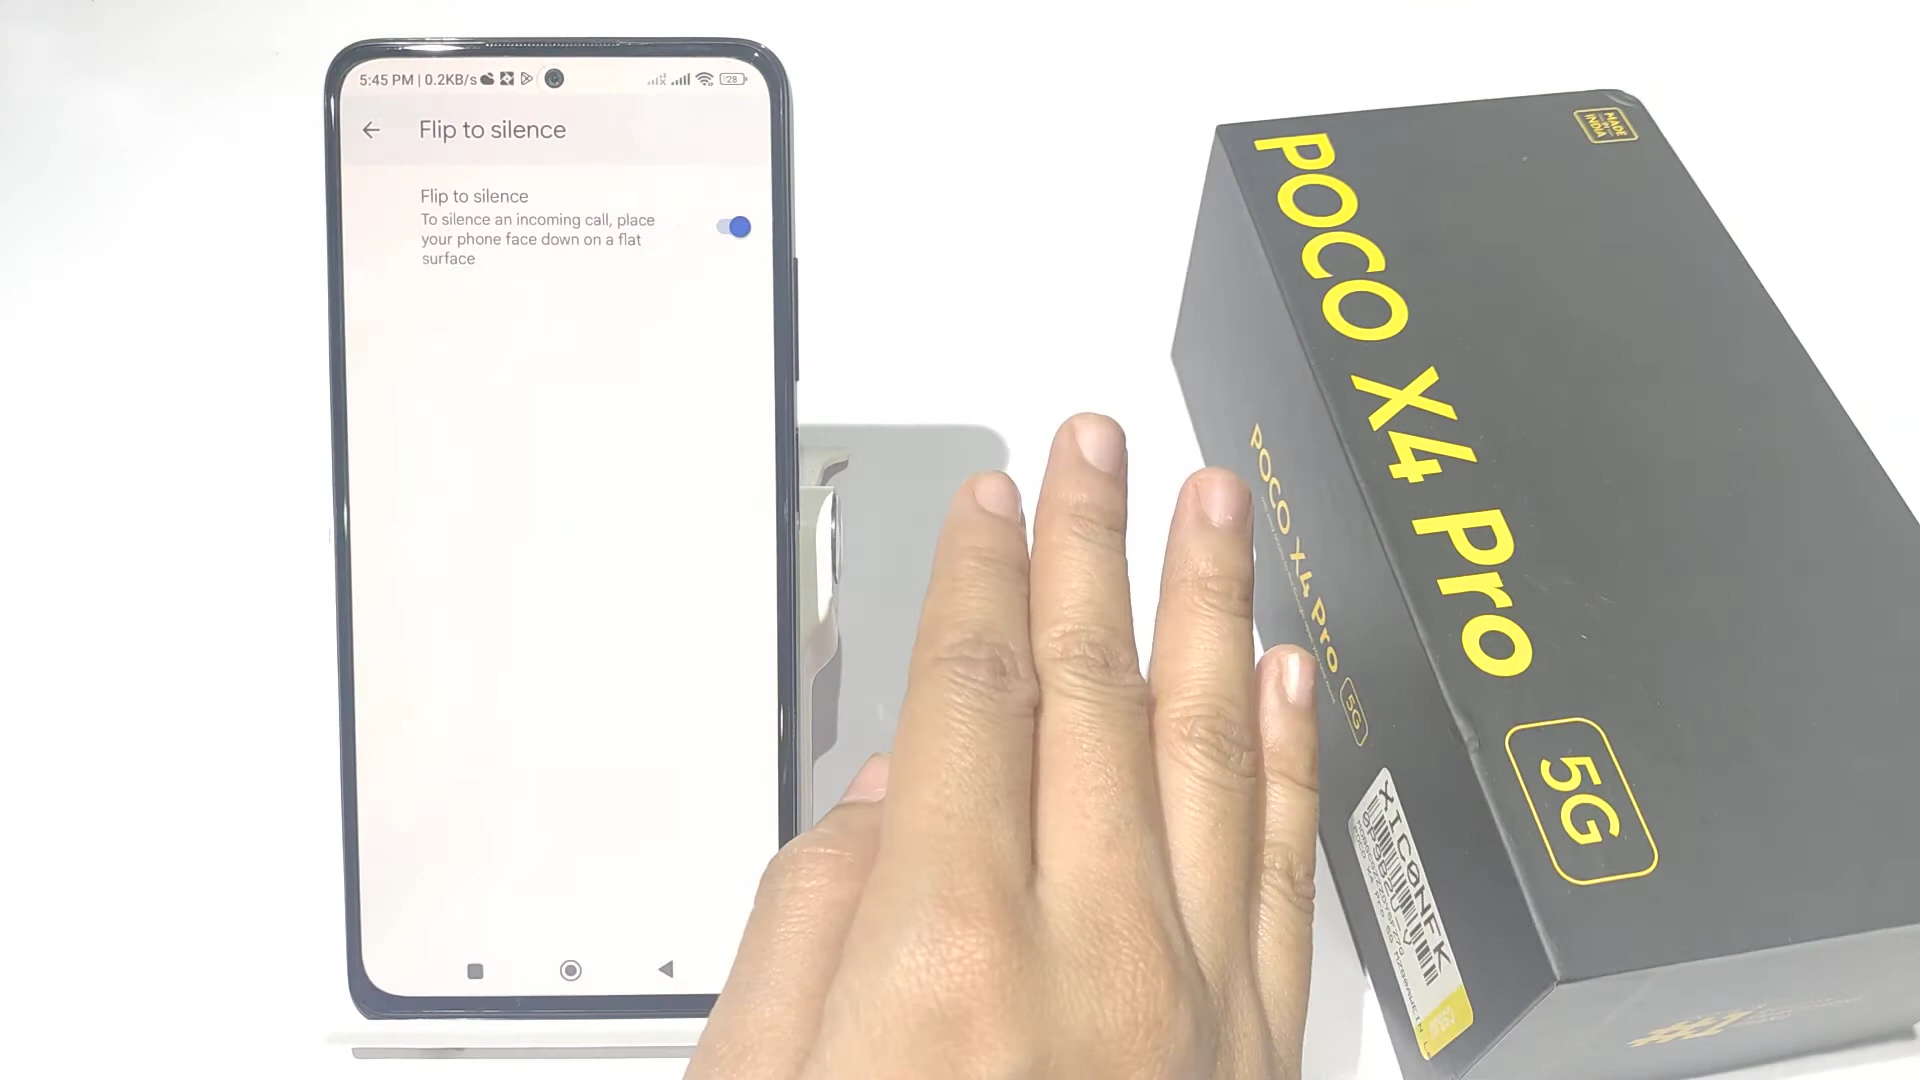 5:45 PM | 0.2KB/s
28
Flip to silence
Flip to silence
To silence an incoming call, place
your phone face down on a flat
surface
MADE
IN
INDIA
POCO X4 Pro
5G
POCO X4 Pro
5G